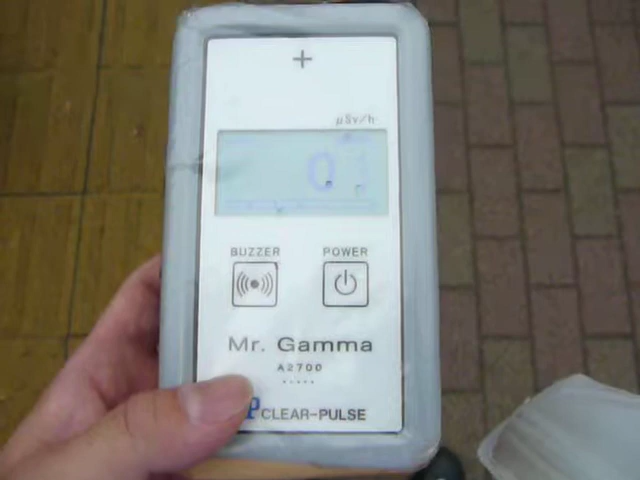 +
μSv/h
BUZZER POWER
Mr. Gamma
A2700
CLEAR-PULSE